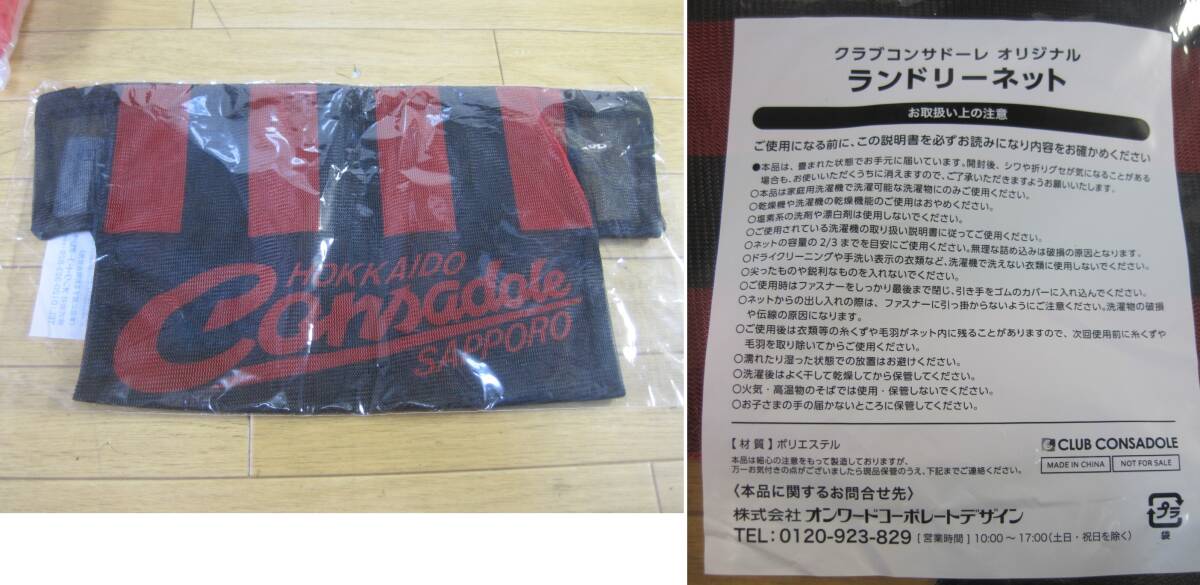 HOKKAIDO
Consadole
SAPPORO
クラブコンサドーレ オリジナル
ランドリーネット
お取扱い上の注意
ご使用になる前に、この説明書を必ずお読みになり内容をお確かめください
●本品は、畳まれた状態でお手元に届いています。開封後、シワや折りグセが気になることがある
場合も、お使いいただくうちに消えますので、ご了承いただきますようお願いいたします。
○本品は家庭用洗濯機で洗濯可能な洗濯物にのみご使用ください。
○乾燥機や洗濯機の乾燥機能のご使用はおやめください。
○塩素系の洗剤や漂白剤は使用しないでください。
○ご使用されている洗濯機の取り扱い説明書に従ってご使用ください。
○ネットの容量の 2/3 までを目安にご使用ください。無理な詰め込みは破損の原因となります。
○ドライクリーニングや手洗い表示の衣類など、洗濯機で洗えない衣類に使用しないでください。
○尖ったものや鋭利なものを入れないでください。
○ご使用時はファスナーをしっかり最後まで閉じ、引き手をゴムのカバーに入れ込んでください。
○ネットからの出し入れの際は、ファスナーに引っ掛からないようにご注意ください。洗濯物の破損
や伝線の原因になります。
○ご使用後は衣類等の糸くずや毛羽がネット内に残ることがありますので、次回使用前に糸くずや
毛羽を取り除いてからご使用ください。
○濡れたり湿った状態での放置はお避けください。
○洗濯後はよく干して乾燥してから保管してください。
○火気・高温物のそばでは使用・保管しないでください。
○お子さまの手の届かないところに保管してください。
【材質】ポリエステル
CLUB CONSADOLE
本品は細心の注意をもって製造しておりますが、
万一お気付きの点がございましたら現品保管のうえ、下記までご連絡ください。
MADE IN CHINA
NOT FOR SALE
〈本品に関するお問合せ先〉
株式会社 オンワードコーポレートデザイン
TEL:0120-923-829 [営業時間] 10:00～17:00（土日・祝日を除く）
プラ
袋